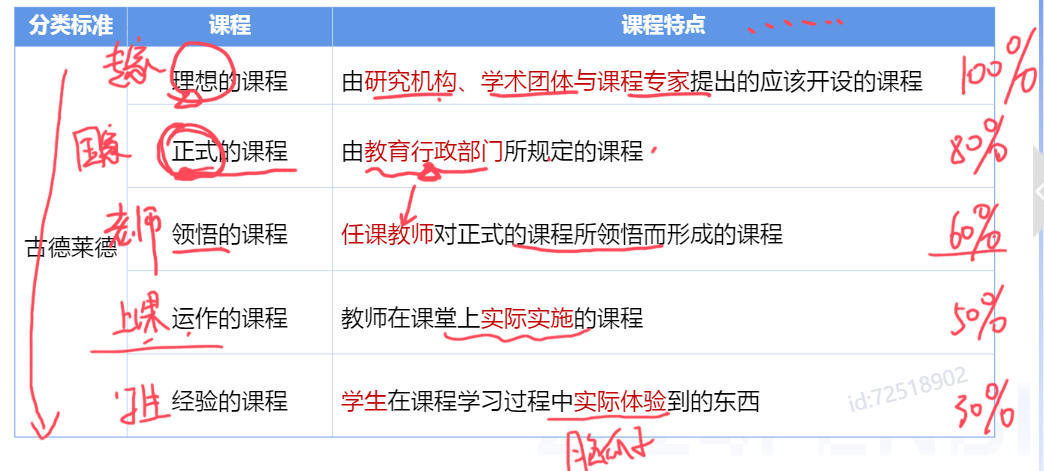 分类标准 课程 课程特点
专家 理想的课程 由研究机构、学术团体与课程专家提出的应该开设的课程 100%
国家 正式的课程 由教育行政部门所规定的课程 80%
老师 领悟的课程 任课教师对正式的课程所领悟而形成的课程 60%
古德莱德
上课 运作的课程 教师在课堂上实际实施的课程 50%
学生 经验的课程 学生在课程学习过程中实际体验到的东西 30%
id:72518902
脑瓜子